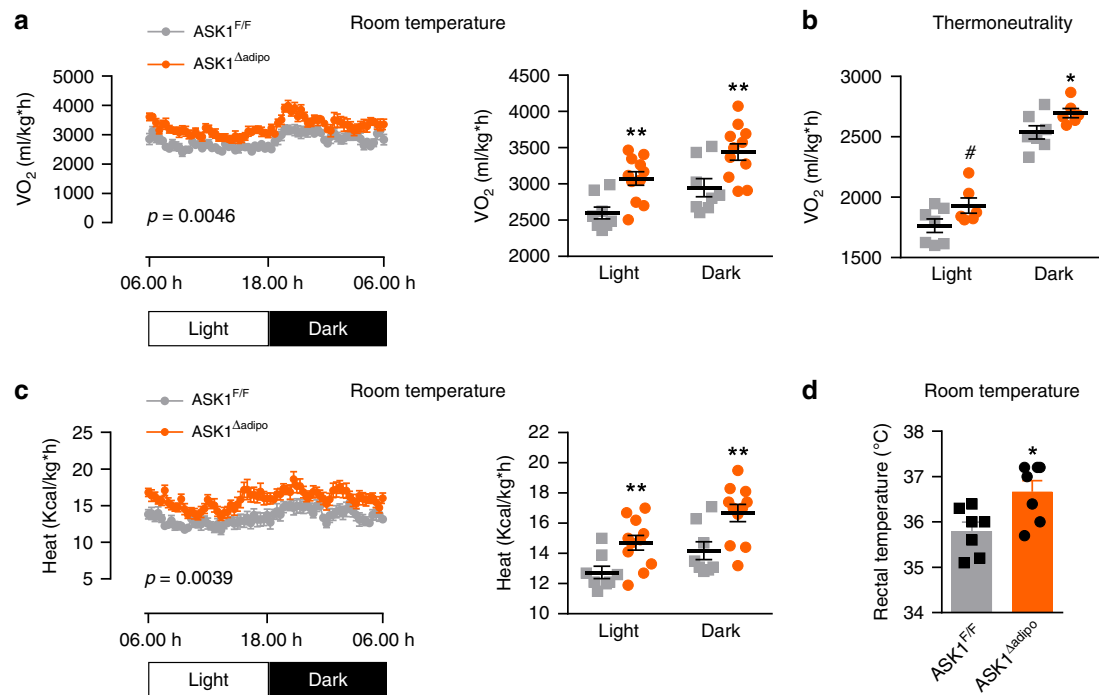 a
ASK1F/F
ASK1Δadipo
Room temperature
VO2 (ml/kg*h)
5000
4000
3000
2000
1000
0
p = 0.0046
06.00 h 18.00 h 06.00 h
Light Dark
VO2 (ml/kg*h)
4500
4000
3500
3000
2500
2000
**
**
Light Dark
b
Thermoneutrality
VO2 (ml/kg*h)
3000
2500
2000
1500
#
*
Light Dark
c
Room temperature
ASK1F/F
ASK1Δadipo
Heat (Kcal/kg*h)
25
20
15
10
5
p = 0.0039
06.00 h 18.00 h 06.00 h
Light Dark
Heat (Kcal/kg*h)
22
20
18
16
14
12
10
**
**
Light Dark
d
Room temperature
Rectal temperature (°C)
38
37
36
35
34
*
ASK1F/F
ASK1Δadipo